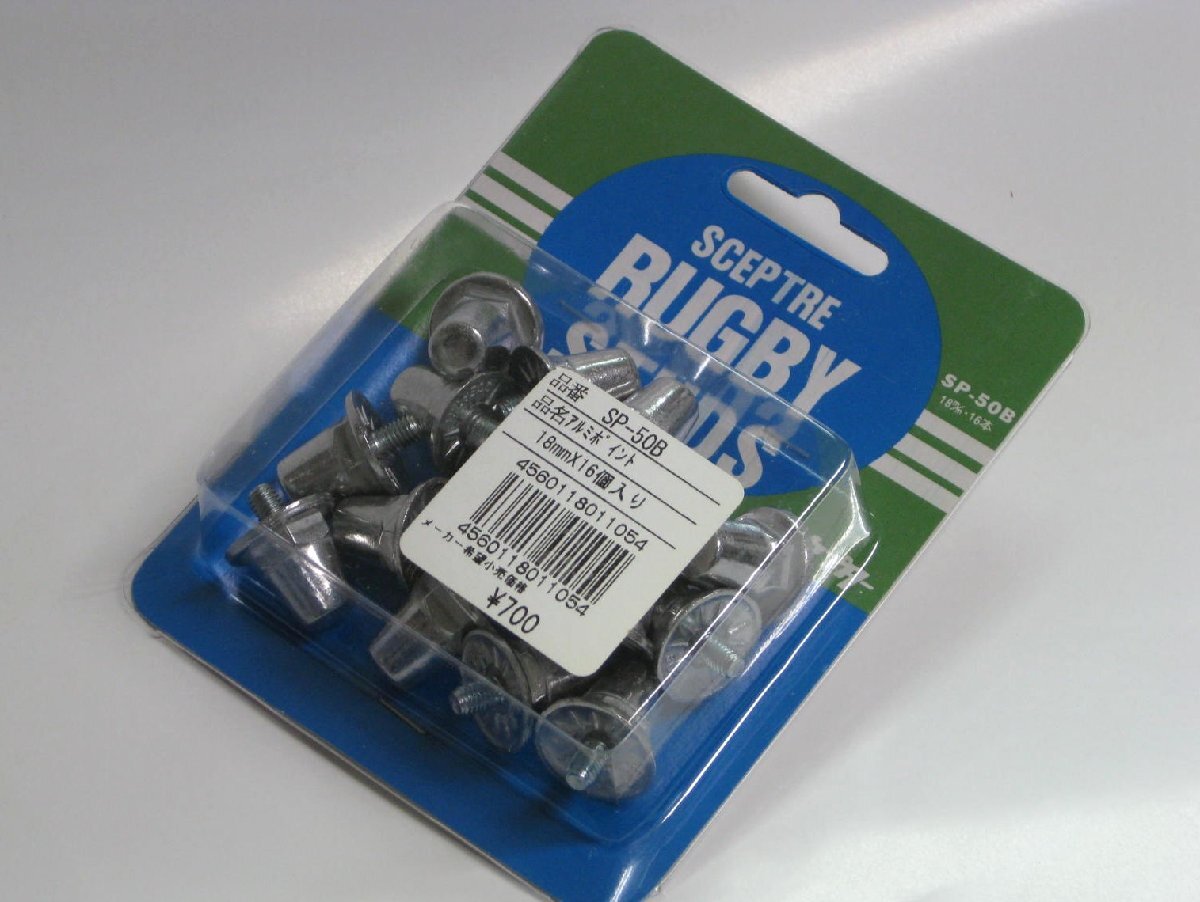 SCEPTRE
RUGBY
STUDS
SP-50B
18㎜・16本
品番 SP-50B
品名ｱﾙﾐﾎﾟｲﾝﾄ
18mmX16個入り
4560118011054
4560118011054
メーカー希望小売価格
¥700